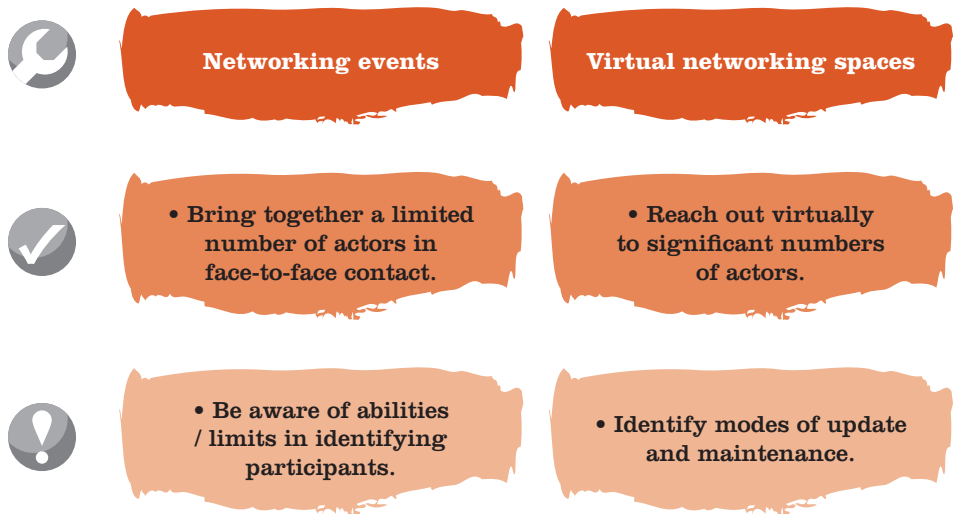 Networking events
Virtual networking spaces
• Bring together a limited
number of actors in
face-to-face contact.
• Reach out virtually
to significant numbers
of actors.
• Be aware of abilities
/ limits in identifying
participants.
• Identify modes of update
and maintenance.